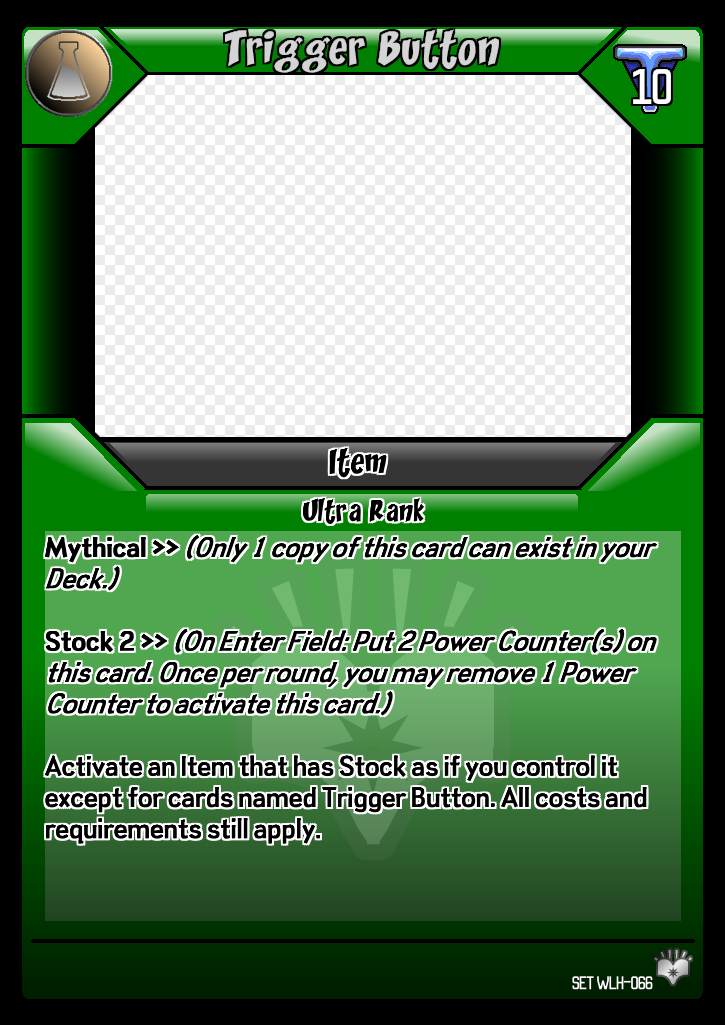 Trigger Button
10
Item
Ultra Rank
Mythical >> (Only 1 copy of this card can exist in your
Deck.)
Stock 2 >> (On Enter Field: Put 2 Power Counter(s) on
this card. Once per round, you may remove 1 Power
Counter to activate this card.)
Activate an Item that has Stock as if you control it
except for cards named Trigger Button. All costs and
requirements still apply.
SET WLH-066